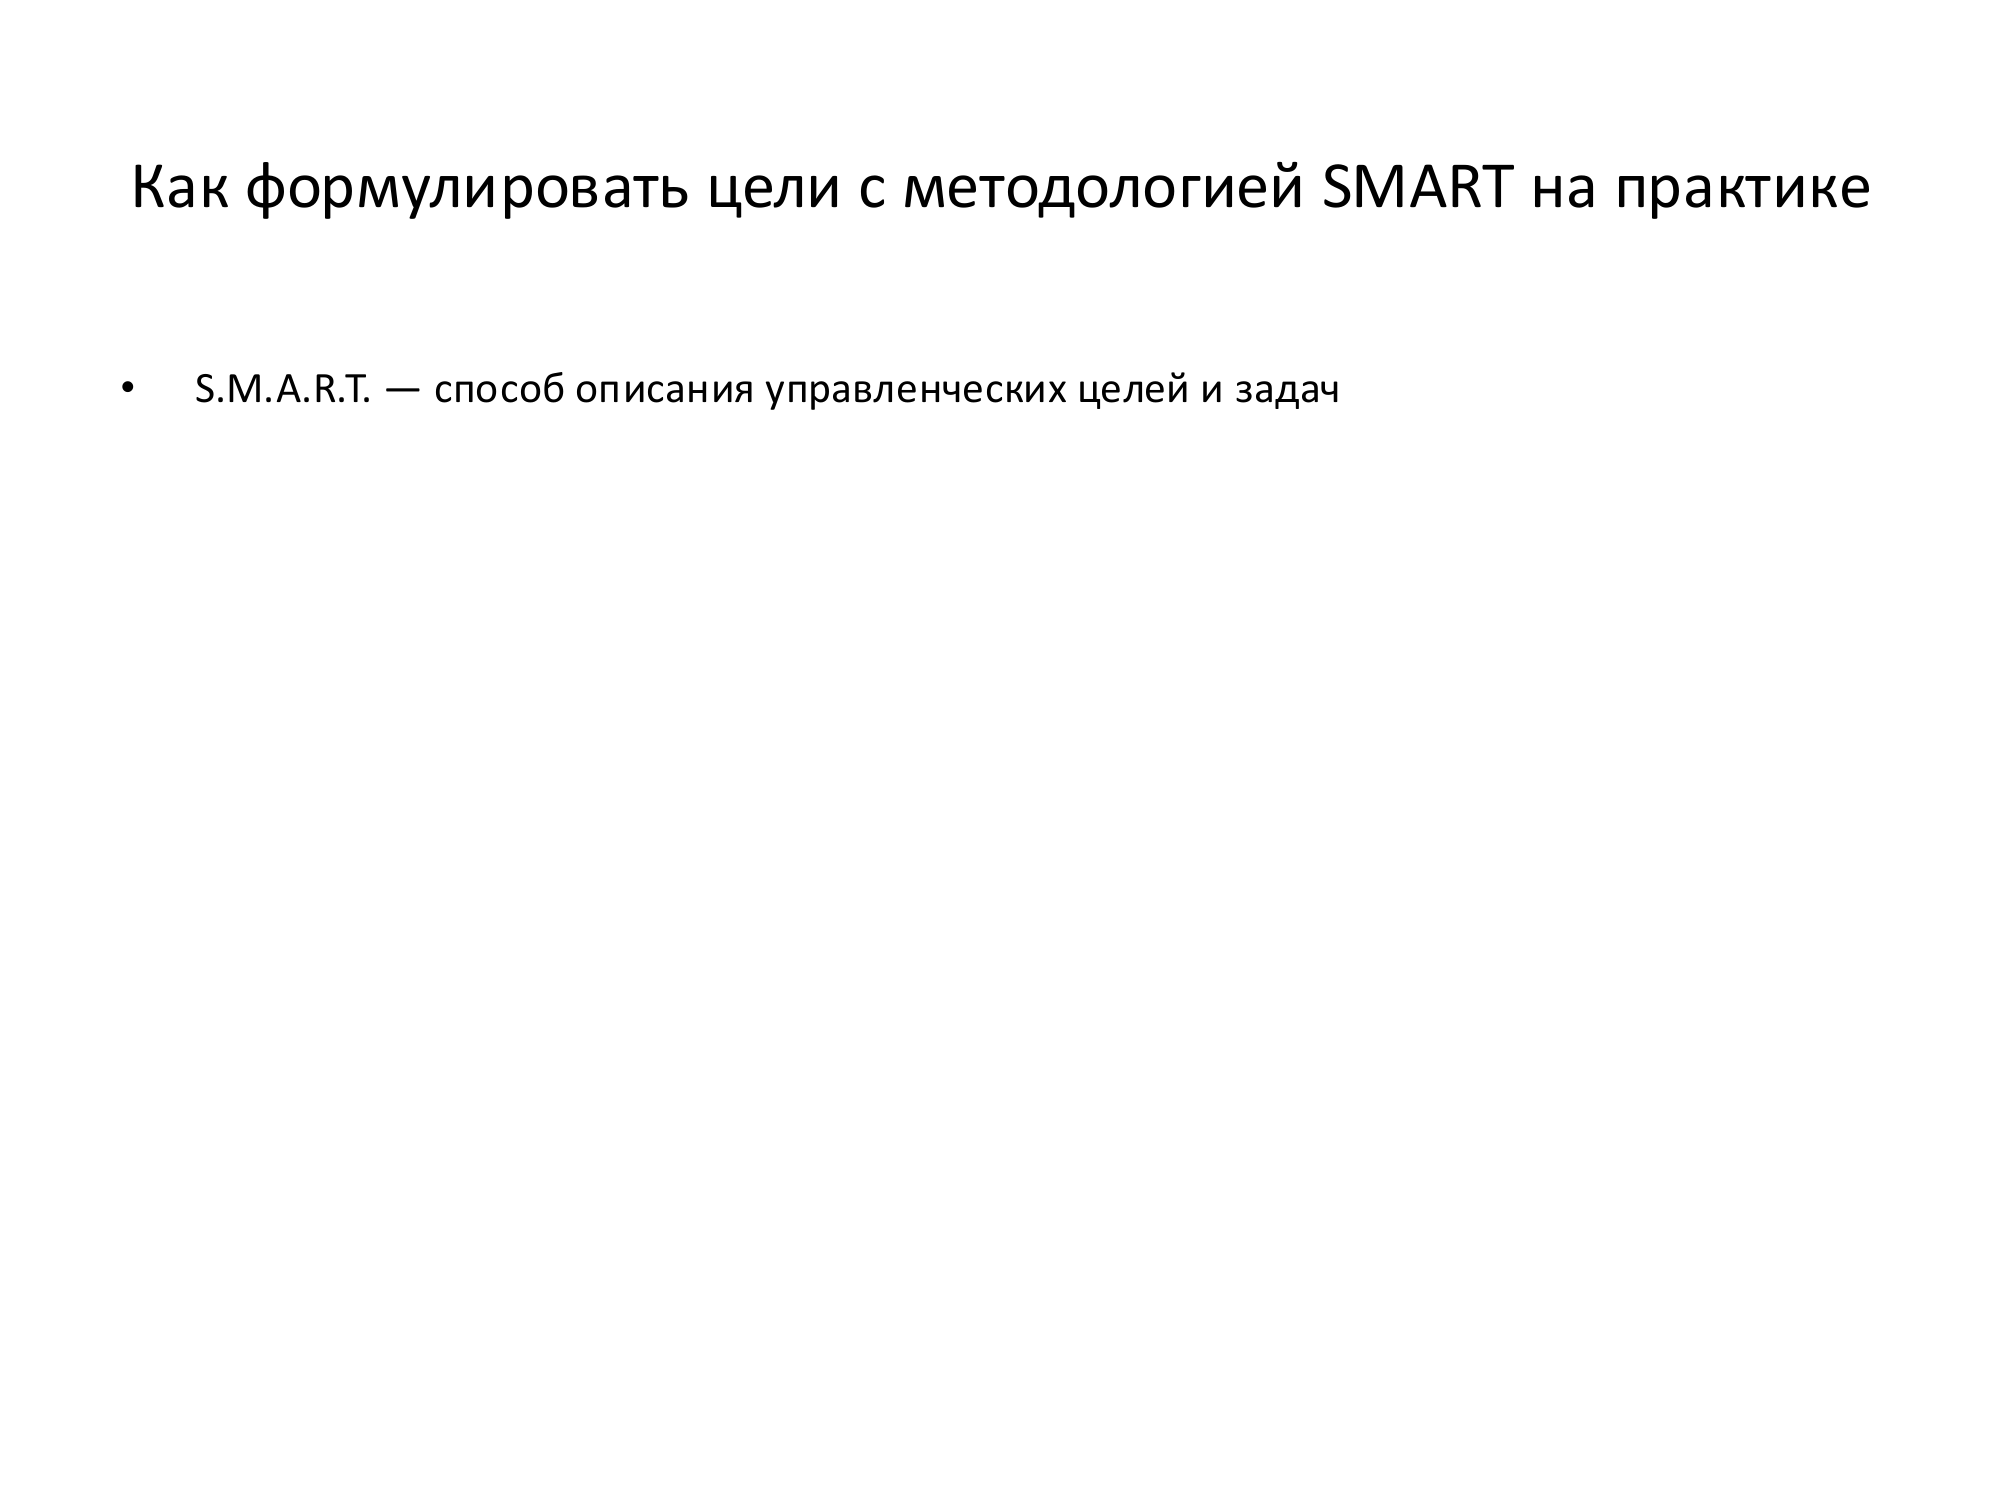 Как формулировать цели с методологией SMART на практике
• S.M.A.R.T. — способ описания управленческих целей и задач